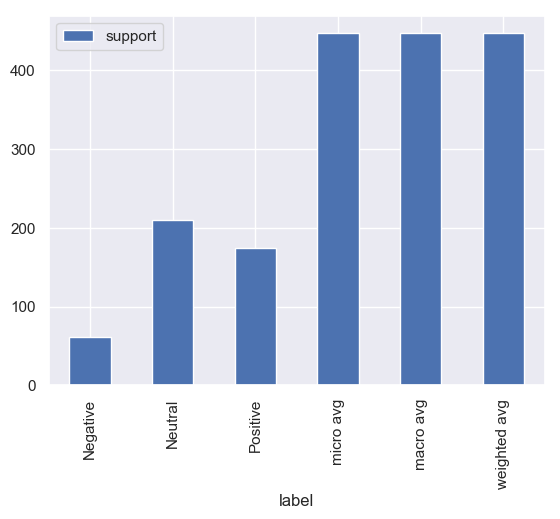 support
400
300
200
100
0
Negative
Neutral
Positive
micro avg
macro avg
weighted avg
label